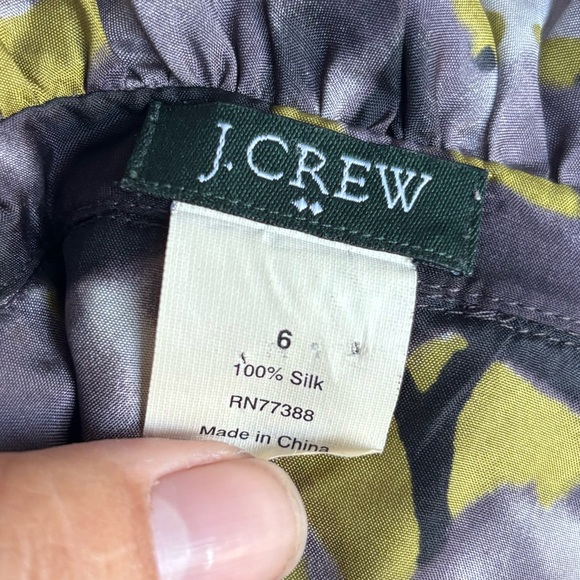 J.CREW
6
100% Silk
RN77388
Made in China